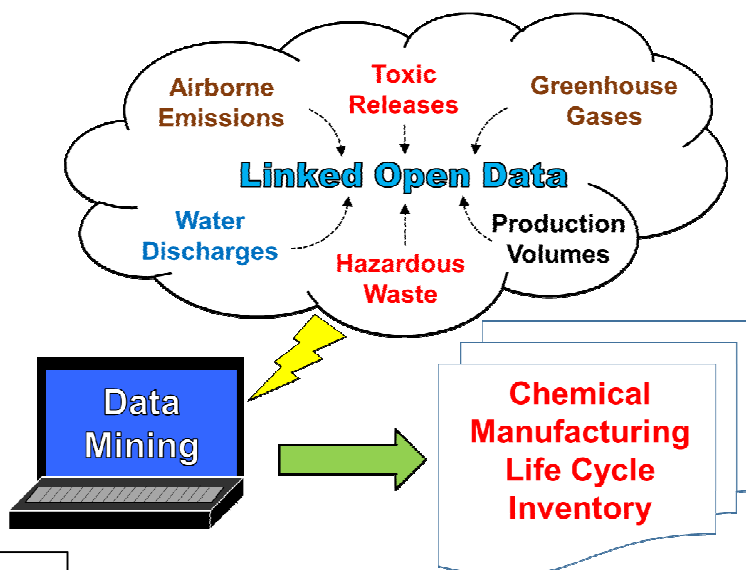 Airborne
Emissions
Toxic
Releases
Greenhouse
Gases
Linked Open Data
Water
Discharges
Hazardous
Waste
Production
Volumes
Data
Mining
Chemical
Manufacturing
Life Cycle
Inventory